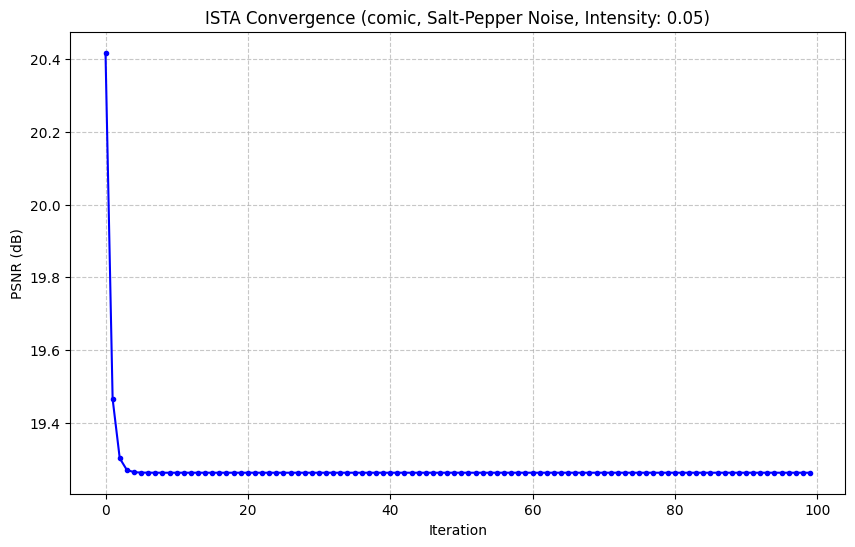 ISTA Convergence (comic, Salt-Pepper Noise, Intensity: 0.05)
PSNR (dB)
20.4
20.2
20.0
19.8
19.6
19.4
0 20 40 60 80 100
Iteration